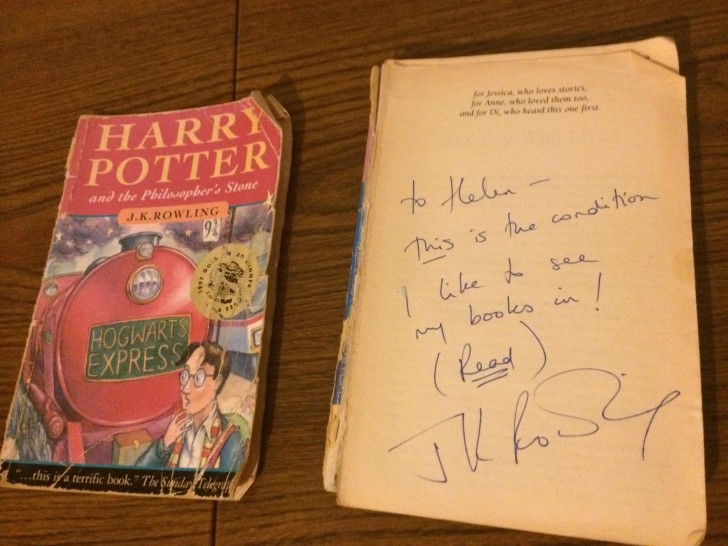 HARRY
POTTER
and the Philosopher's Stone
J.K.ROWLING
9¾
HOGWARTS
EXPRESS
"...this is a terrific book." The Sunday Telegra
for Jessica, who loves stories,
for Anne, who loved them too,
and for Di, who heard this one first.
to Helen –
this is the condition
I like to see
my books in!
(Read)
JK Rowling